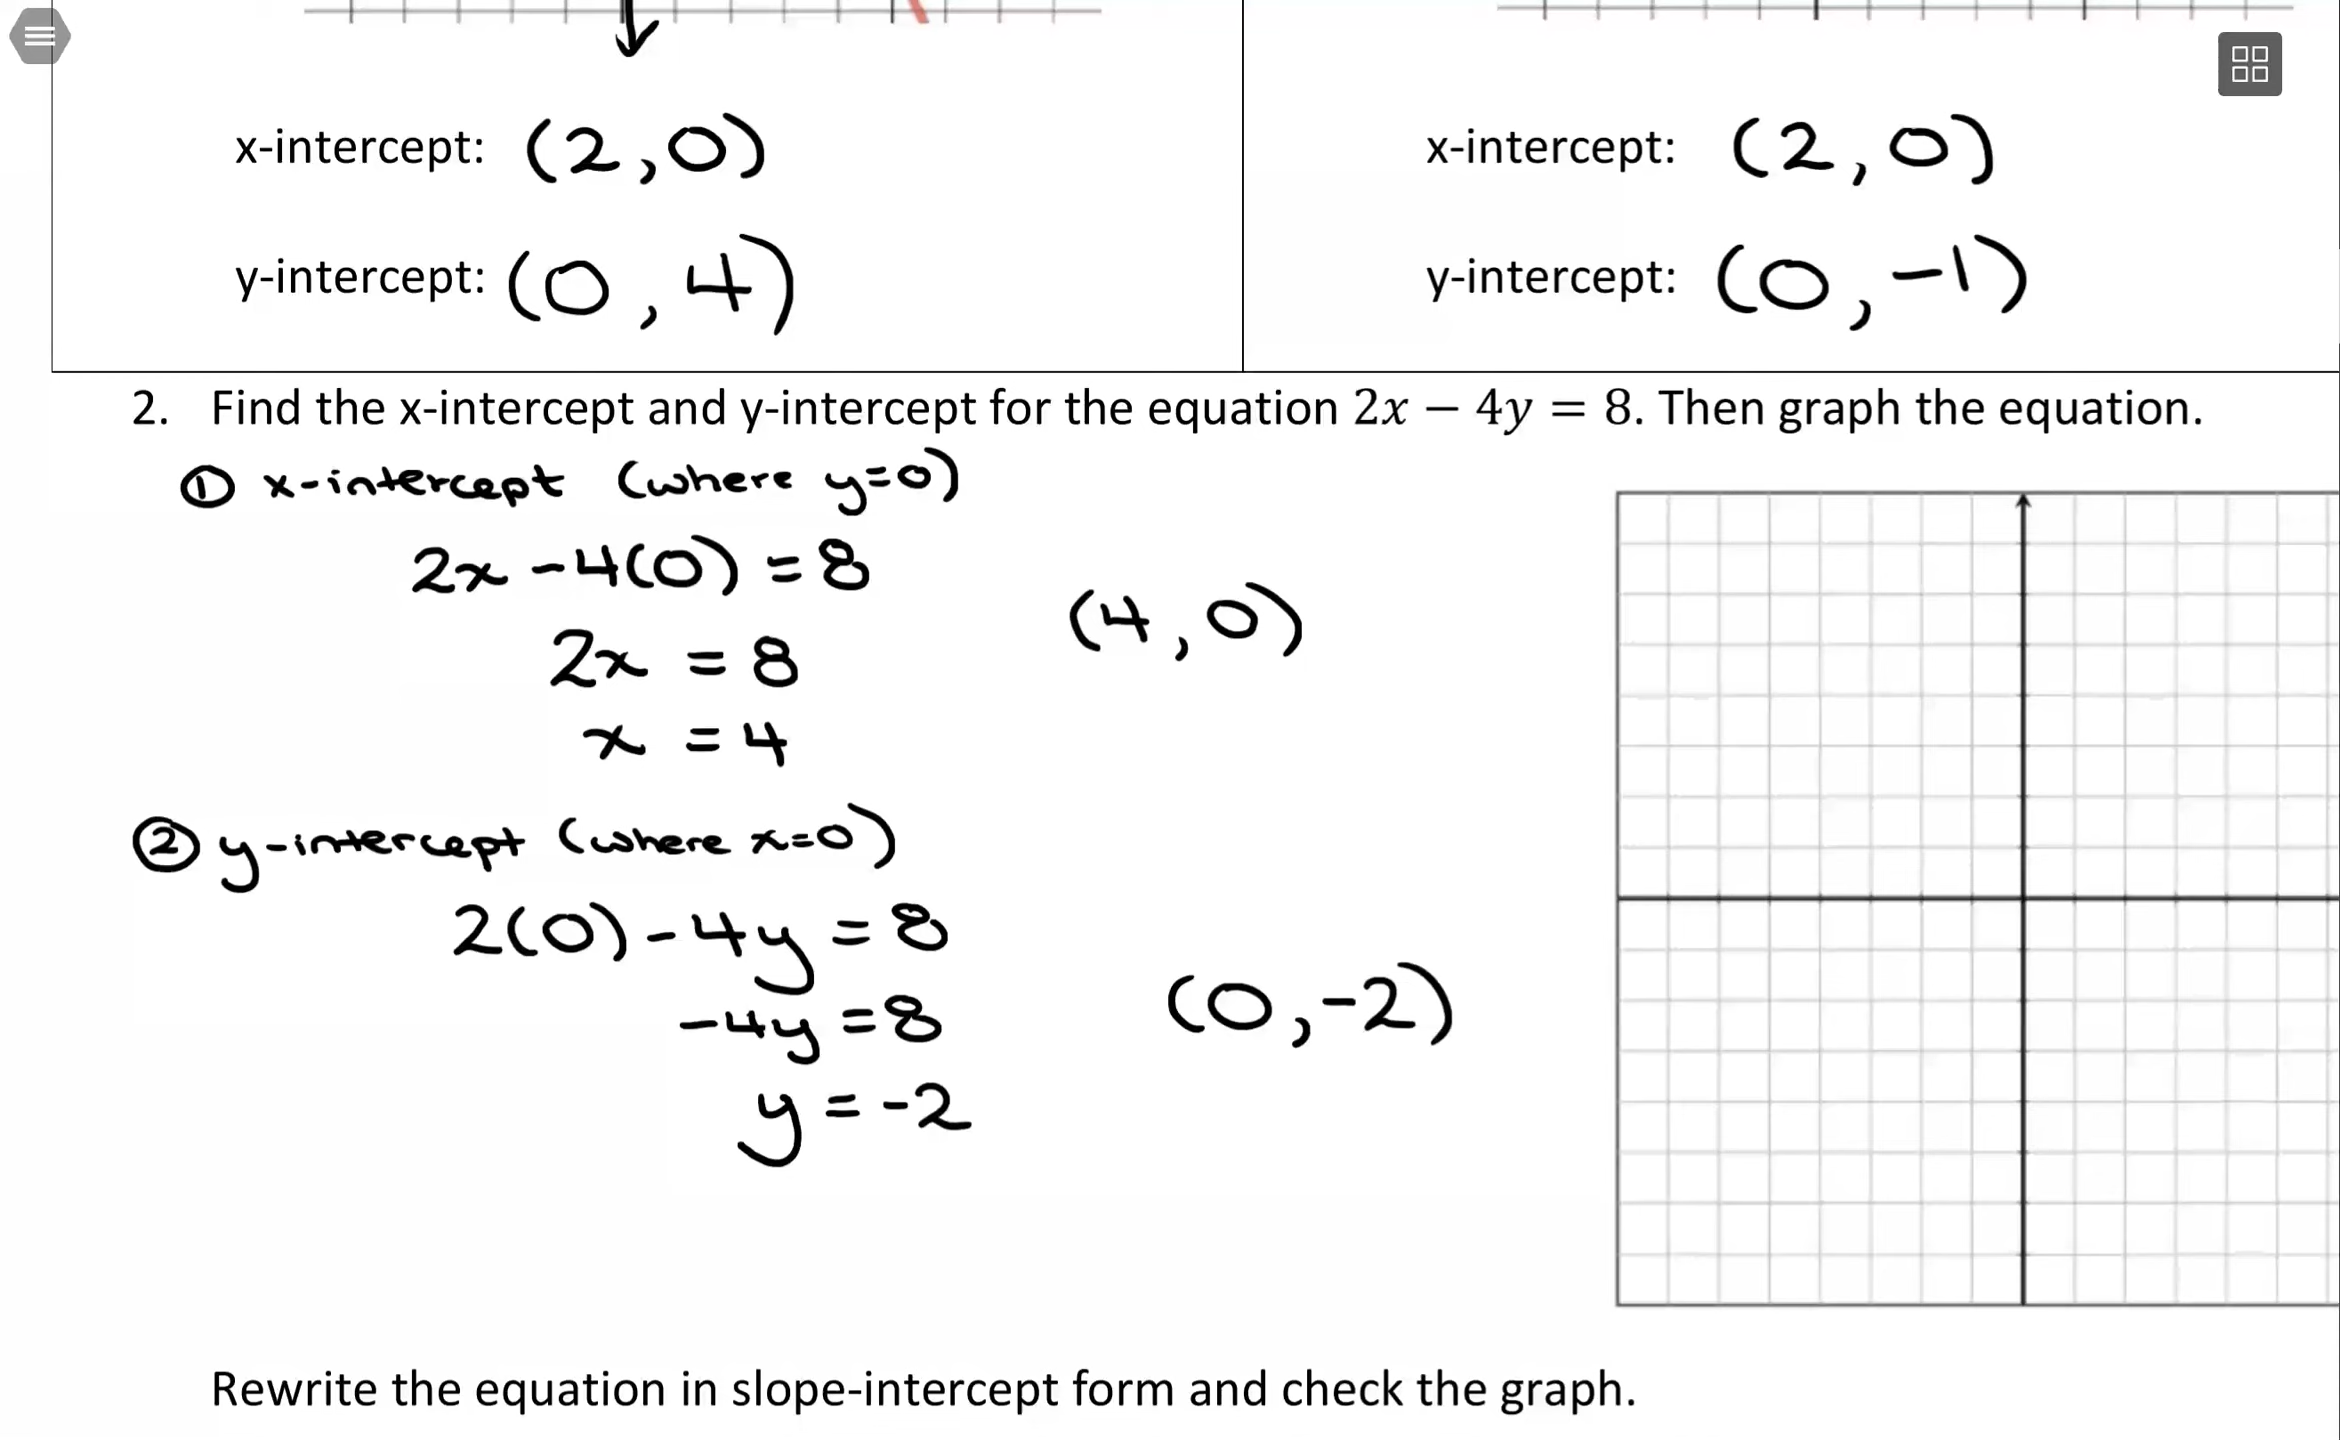 x-intercept: (2,0)
y-intercept: (0,4)
x-intercept: (2,0)
y-intercept: (0,-1)
2. Find the x-intercept and y-intercept for the equation 2x − 4y = 8. Then graph the equation.
① x-intercept (where y=0)
2x -4(0) = 8
2x = 8
x = 4
(4,0)
② y-intercept (where x=0)
2(0)-4y = 8
-4y = 8
y = -2
(0,-2)
Rewrite the equation in slope-intercept form and check the graph.